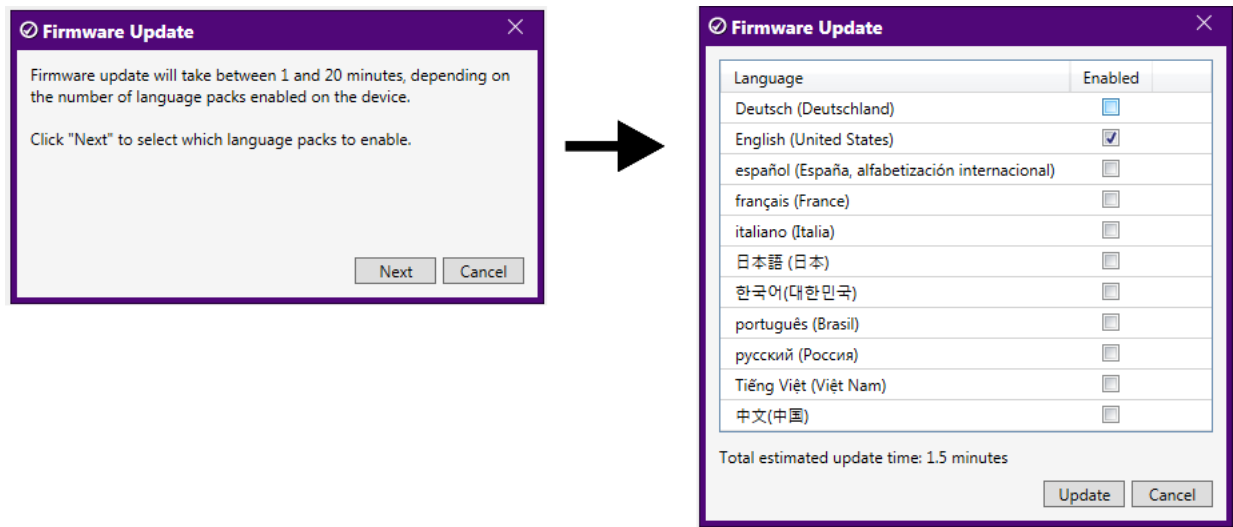 Firmware Update
Firmware update will take between 1 and 20 minutes, depending on
the number of language packs enabled on the device.
Click "Next" to select which language packs to enable.
Next Cancel
Firmware Update
Language Enabled
Deutsch (Deutschland)
English (United States)
español (España, alfabetización internacional)
français (France)
italiano (Italia)
日本語 (日本)
한국어(대한민국)
português (Brasil)
русский (Россия)
Tiếng Việt (Việt Nam)
中文(中国)
Total estimated update time: 1.5 minutes
Update Cancel